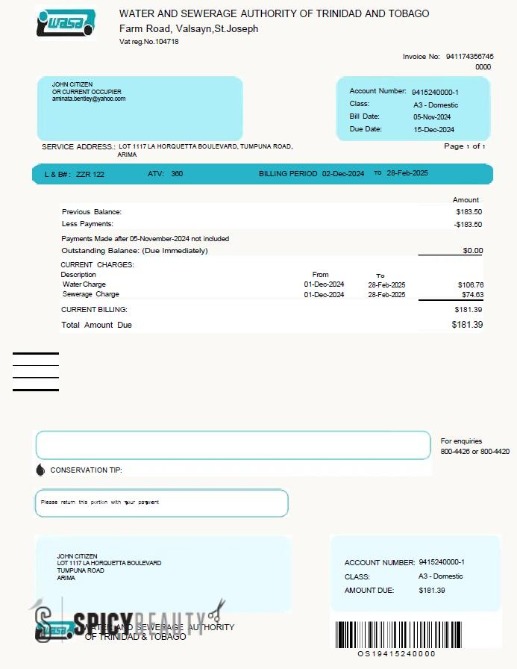 wasa
WATER AND SEWERAGE AUTHORITY OF TRINIDAD AND TOBAGO
Farm Road, Valsayn,St.Joseph
Vat reg.No.104718
Invoice No: 941174356745
0000
JOHN CITIZEN
OR CURRENT OCCUPIER
aminata.bentley@yahoo.com
Account Number: 9415240000-1
Class: A3 - Domestic
Bill Date: 05-Nov-2024
Due Date: 15-Dec-2024
SERVICE ADDRESS.: LOT 1117 LA HORQUETTA BOULEVARD, TUMPUNA ROAD,
ARIMA
Page 1 of 1
L & B#: ZZR 122 ATV: 360 BILLING PERIOD 02-Dec-2024 TO 28-Feb-2025
Amount
Previous Balance: $183.50
Less Payments: -$183.50
Payments Made after 05-November-2024 not included
Outstanding Balance: (Due Immediately) $0.00
CURRENT CHARGES:
Description From To
Water Charge 01-Dec-2024 28-Feb-2025 $106.76
Sewerage Charge 01-Dec-2024 28-Feb-2025 $74.63
CURRENT BILLING: $181.39
Total Amount Due $181.39
For enquiries
800-4426 or 800-4420
CONSERVATION TIP:
Please return this portion with your payment
JOHN CITIZEN
LOT 1117 LA HORQUETTA BOULEVARD
TUMPUNA ROAD
ARIMA
ACCOUNT NUMBER: 9415240000-1
CLASS: A3 - Domestic
AMOUNT DUE: $181.39
SPICYBEAUTY
wasa
WATER AND SEWERAGE AUTHORITY
OF TRINIDAD & TOBAGO
OS19415240000